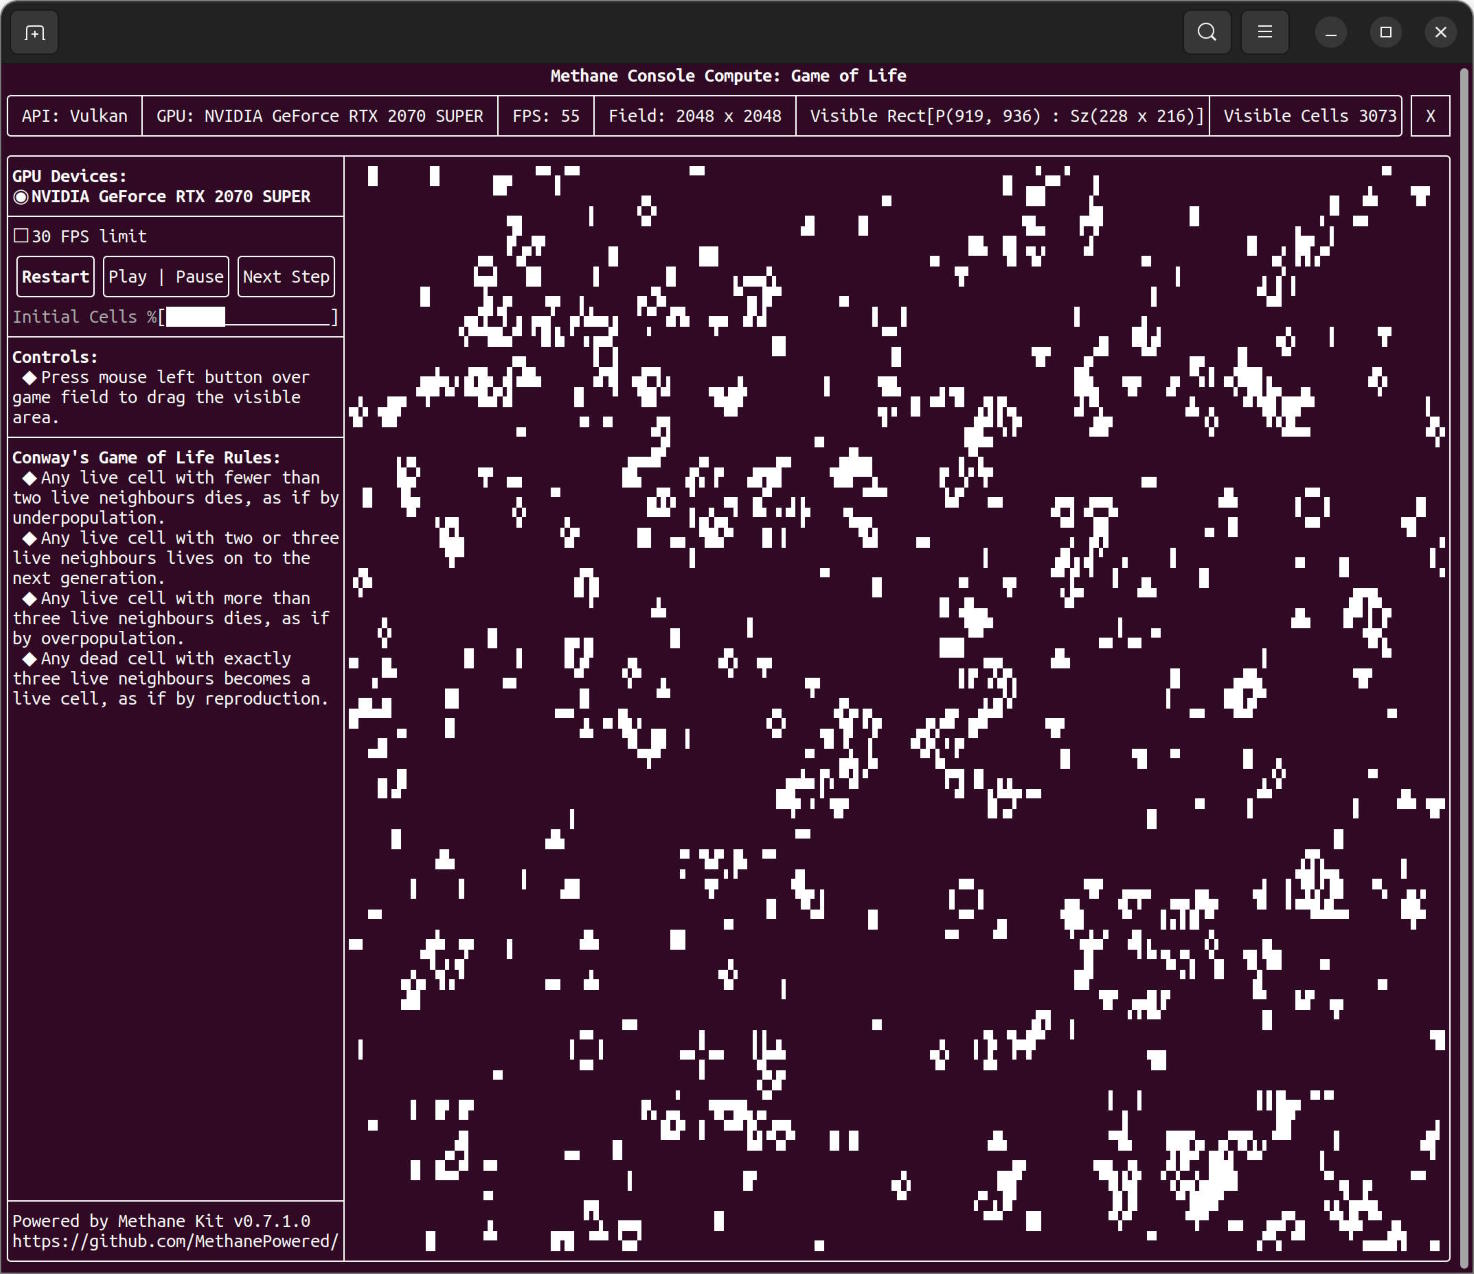 Methane Console Compute: Game of Life
API: Vulkan
GPU: NVIDIA GeForce RTX 2070 SUPER
FPS: 55
Field: 2048 x 2048
Visible Rect[P(919, 936) : Sz(228 x 216)]
Visible Cells 3073
X
GPU Devices:
NVIDIA GeForce RTX 2070 SUPER
30 FPS limit
Restart
Play | Pause
Next Step
Initial Cells %[ ]
Controls:
◆Press mouse left button over
game field to drag the visible
area.
Conway's Game of Life Rules:
◆Any live cell with fewer than
two live neighbours dies, as if by
underpopulation.
◆Any live cell with two or three
live neighbours lives on to the
next generation.
◆Any live cell with more than
three live neighbours dies, as if
by overpopulation.
◆Any dead cell with exactly
three live neighbours becomes a
live cell, as if by reproduction.
Powered by Methane Kit v0.7.1.0
https://github.com/MethanePowered/